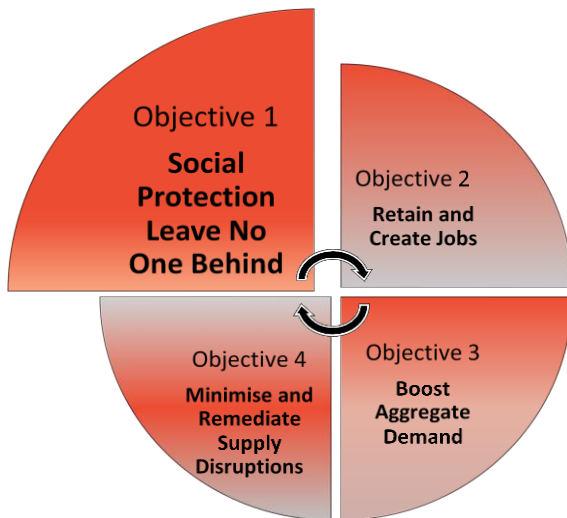 Objective 1
Social
Protection
Leave No
One Behind
Objective 2
Retain and
Create Jobs
Objective 3
Boost
Aggregate
Demand
Objective 4
Minimise and
Remediate
Supply
Disruptions